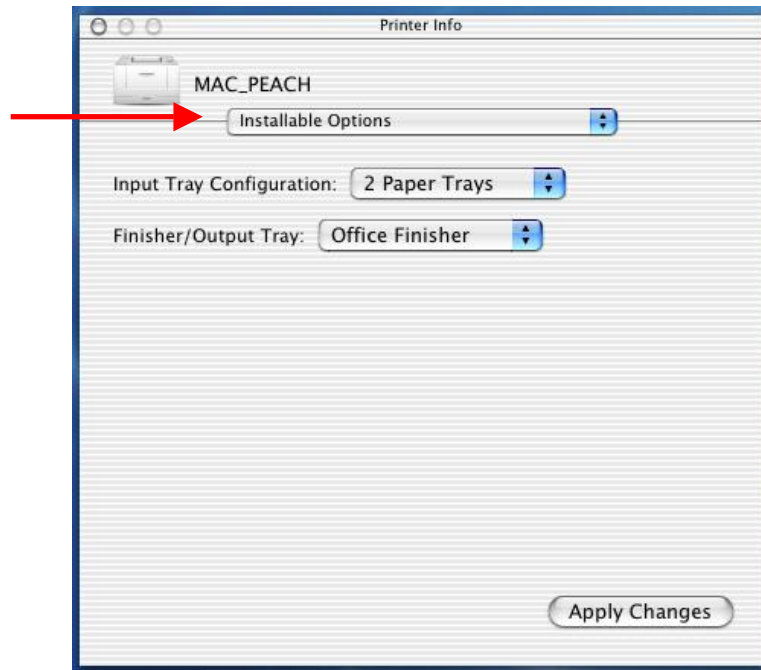 Printer Info
MAC_PEACH
Installable Options
Input Tray Configuration: 2 Paper Trays
Finisher/Output Tray: Office Finisher
Apply Changes